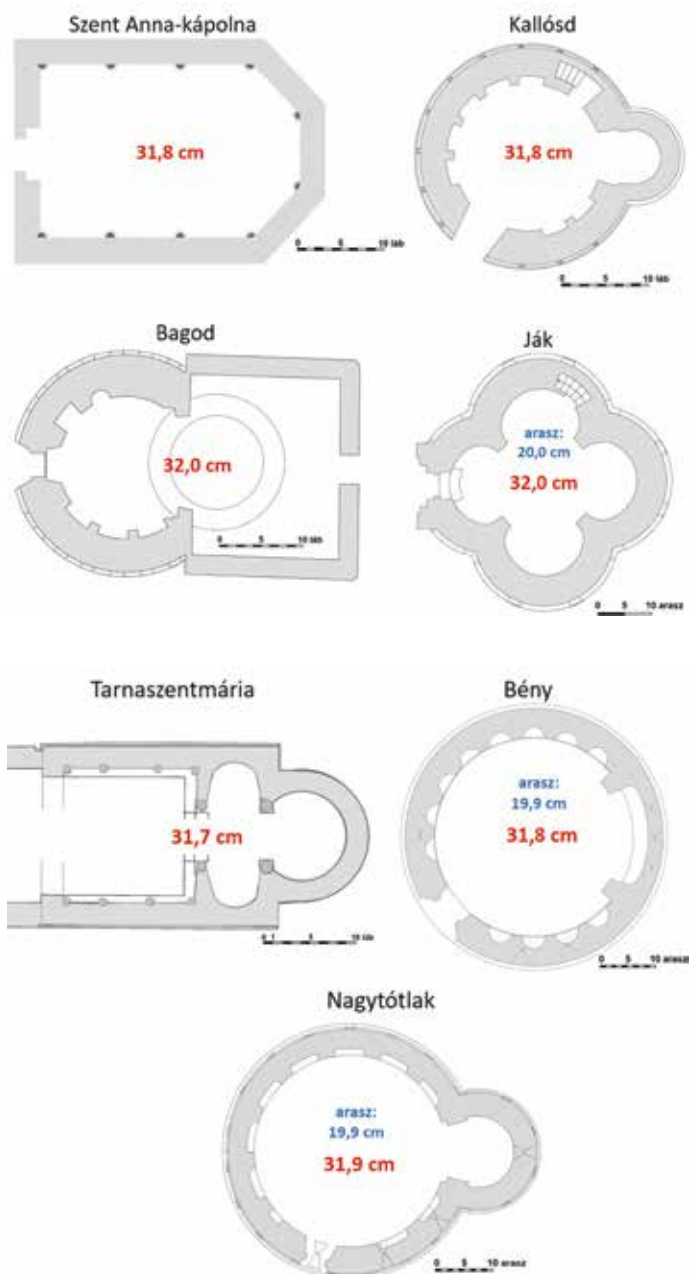 Szent Anna-kápolna
31,8 cm
0 5 10 láb
Kallósd
31,8 cm
0 5 10 láb
Bagod
32,0 cm
0 5 10 láb
Ják
arasz:
20,0 cm
32,0 cm
0 5 10 arasz
Tarnaszentmária
31,7 cm
0 1 5 10 láb
Bény
arasz:
19,9 cm
31,8 cm
0 5 10 arasz
Nagytótlak
arasz:
19,9 cm
31,9 cm
0 5 10 arasz